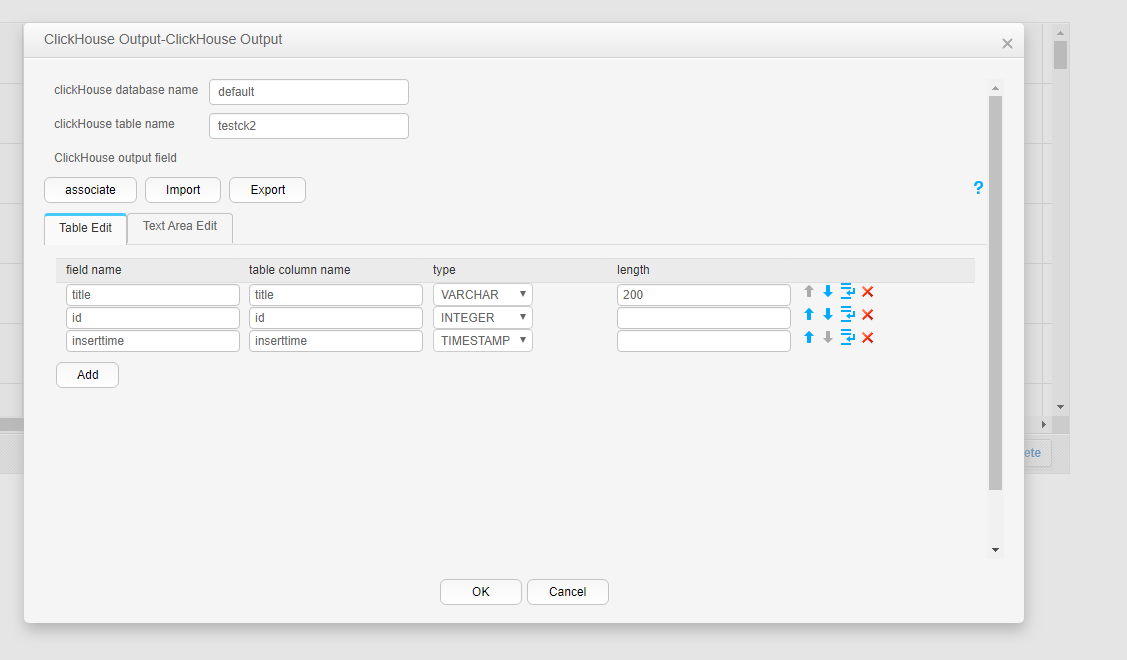 ClickHouse Output-ClickHouse Output
clickHouse database name default
clickHouse table name testck2
ClickHouse output field
associate Import Export ?
Table Edit Text Area Edit
field name table column name type length
title title VARCHAR 200
id id INTEGER
inserttime inserttime TIMESTAMP
Add
ete
OK Cancel